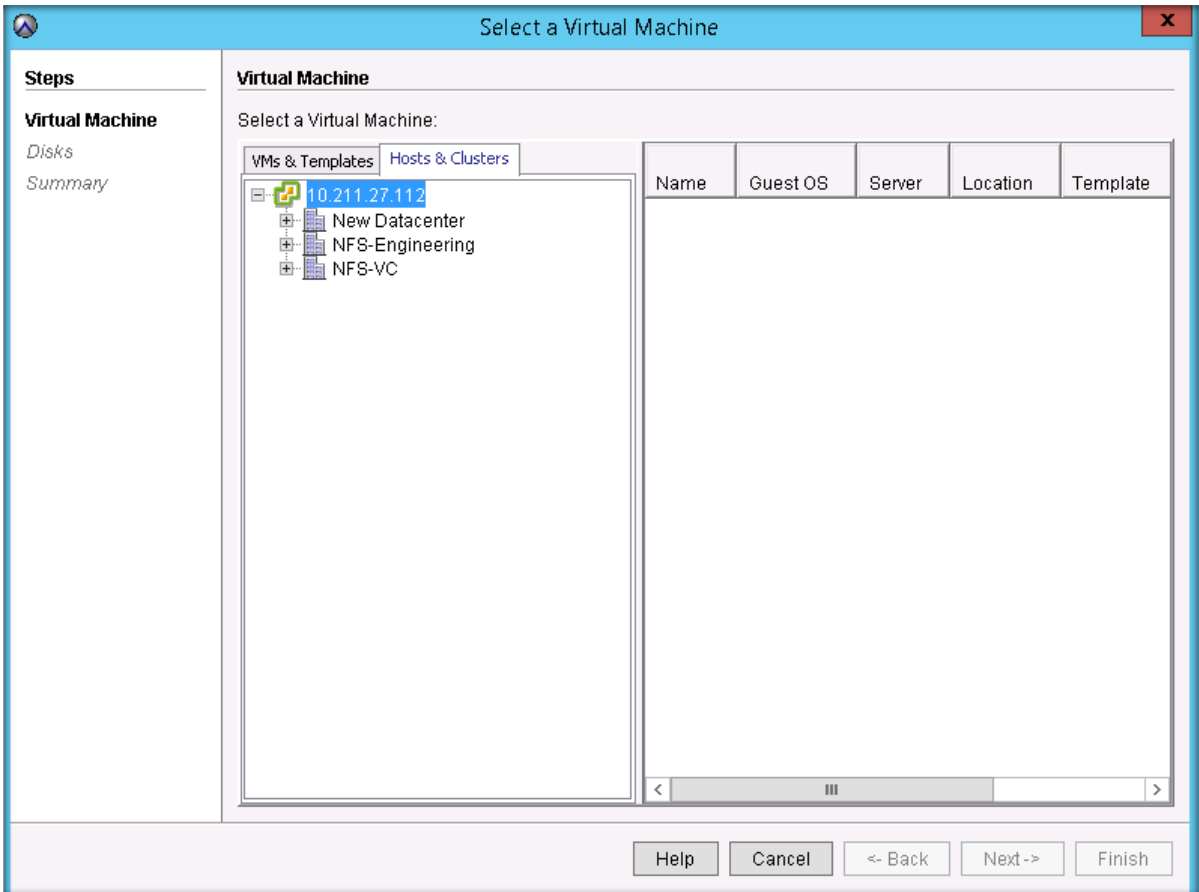 Select a Virtual Machine
x
Steps
Virtual Machine
Disks
Summary
Virtual Machine
Select a Virtual Machine:
VMs & Templates
Hosts & Clusters
10.211.27.112
New Datacenter
NFS-Engineering
NFS-VC
Name Guest OS Server Location Template
Help Cancel <- Back Next -> Finish